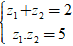 z₁+z₂ = 2
z₁.z₂ = 5